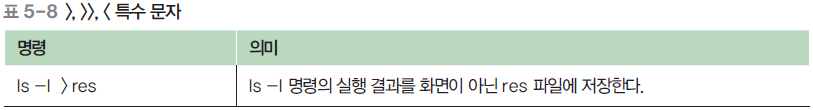 표 5-8 >, >>, < 특수 문자
명령 의미
ls -l > res ls -l 명령의 실행 결과를 화면이 아닌 res 파일에 저장한다.